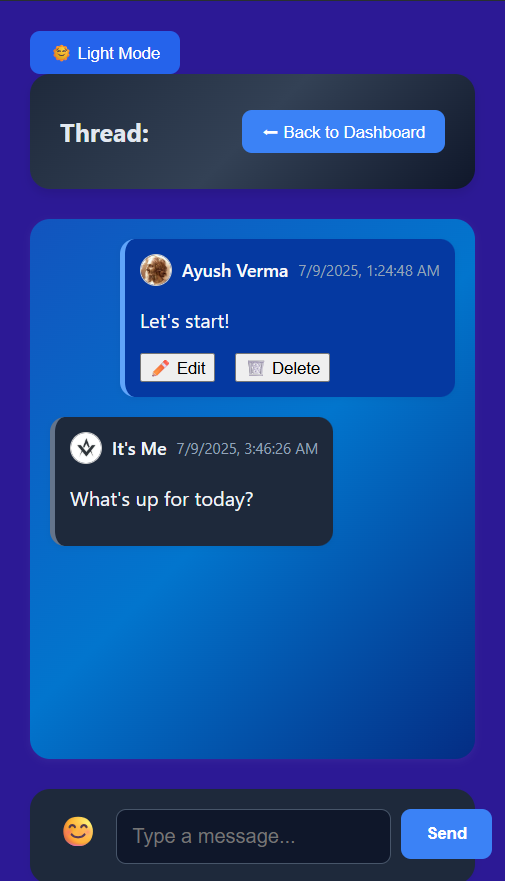 🌞 Light Mode
Thread:
⬅ Back to Dashboard
Ayush Verma 7/9/2025, 1:24:48 AM
Let's start!
✏️ Edit 🗑️ Delete
It's Me 7/9/2025, 3:46:26 AM
What's up for today?
😊 Type a message... Send